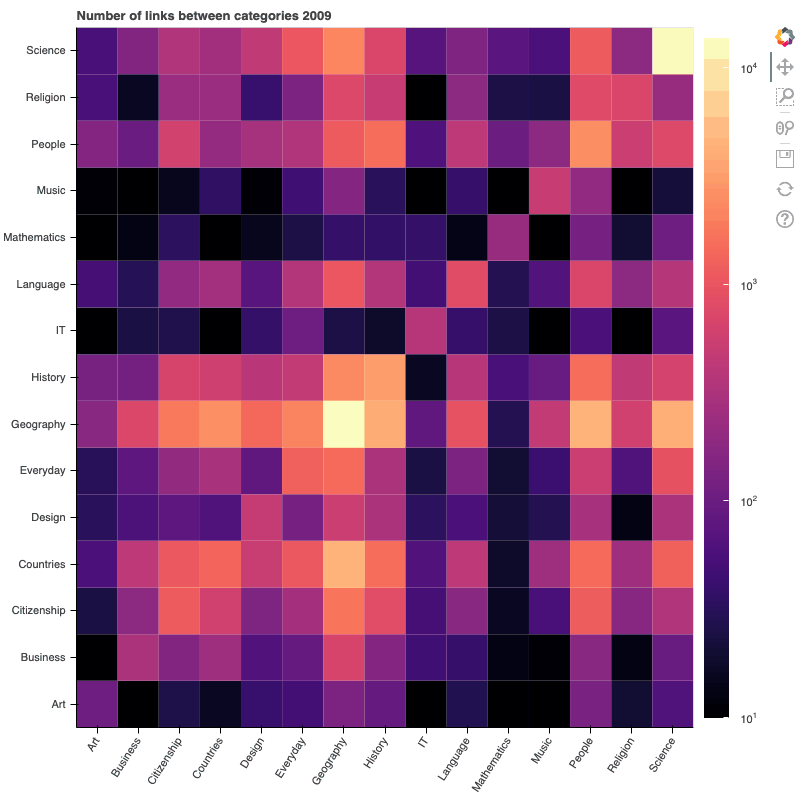 Number of links between categories 2009
Science
Religion
People
Music
Mathematics
Language
IT
History
Geography
Everyday
Design
Countries
Citizenship
Business
Art
Art
Business
Citizenship
Countries
Design
Everyday
Geography
History
IT
Language
Mathematics
Music
People
Religion
Science
10⁴
10³
10²
10¹